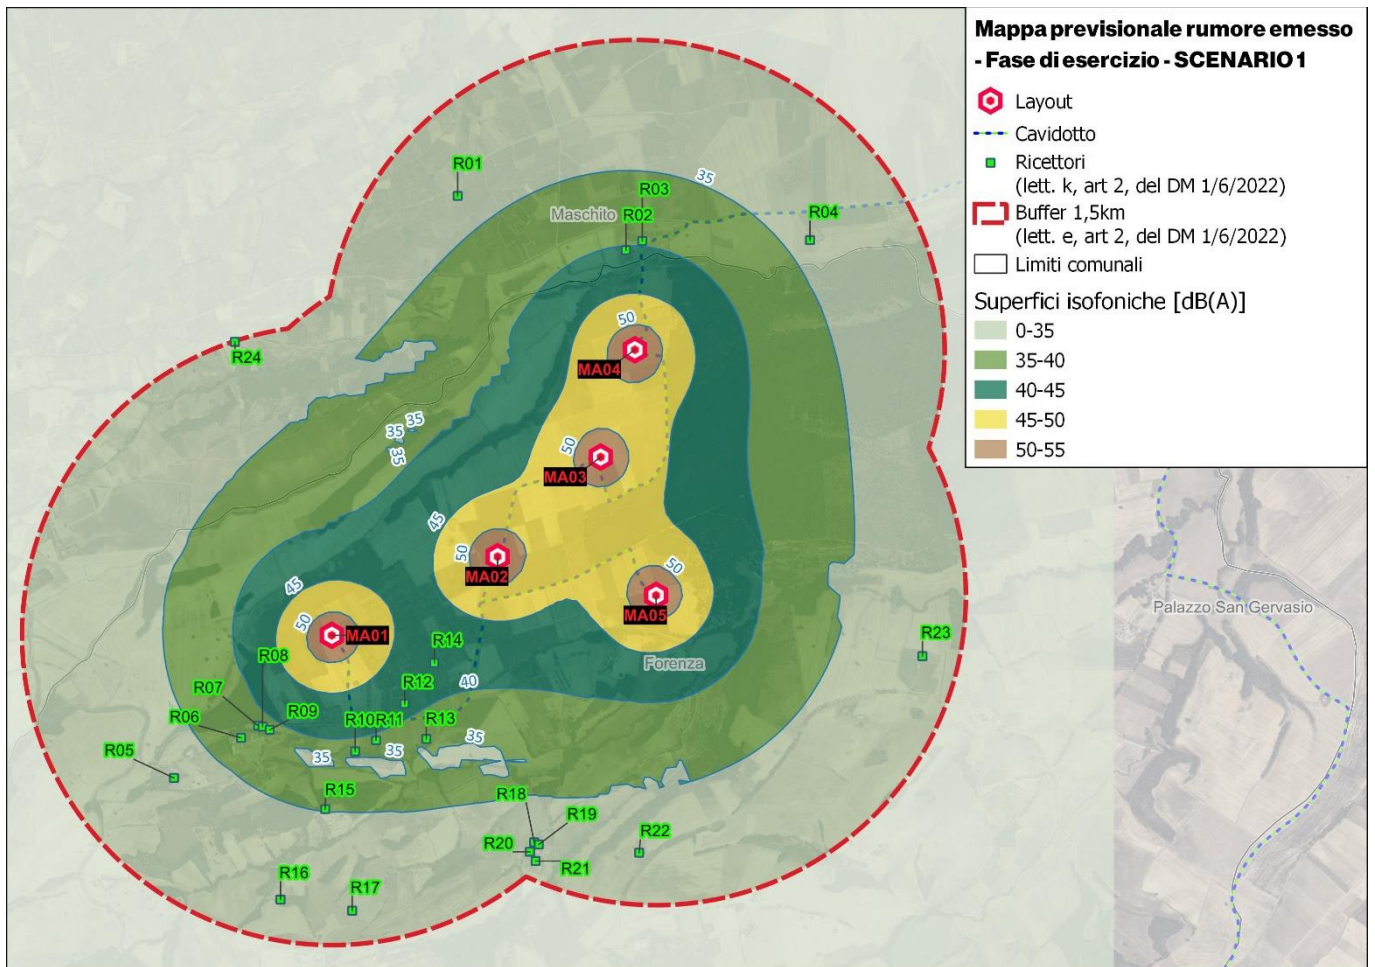 Mappa previsionale rumore emesso
- Fase di esercizio - SCENARIO 1
Layout
Cavidotto
Ricettori
(lett. k, art 2, del DM 1/6/2022)
Buffer 1,5km
(lett. e, art 2, del DM 1/6/2022)
Limiti comunali
Superfici isofoniche [dB(A)]
0-35
35-40
40-45
45-50
50-55
R01
35
R03
Maschito
R02
R04
50
R24
MA04
35
35
35
50
MA03
45
50
MA02
50
45
50
MA01
MA05
Palazzo San Gervasio
R08
R14
R23
Forenza
R07
R12
40
R06
R09
R10
R11
R13
35
35
35
R05
R15
R18
R19
R20
R22
R21
R16
R17